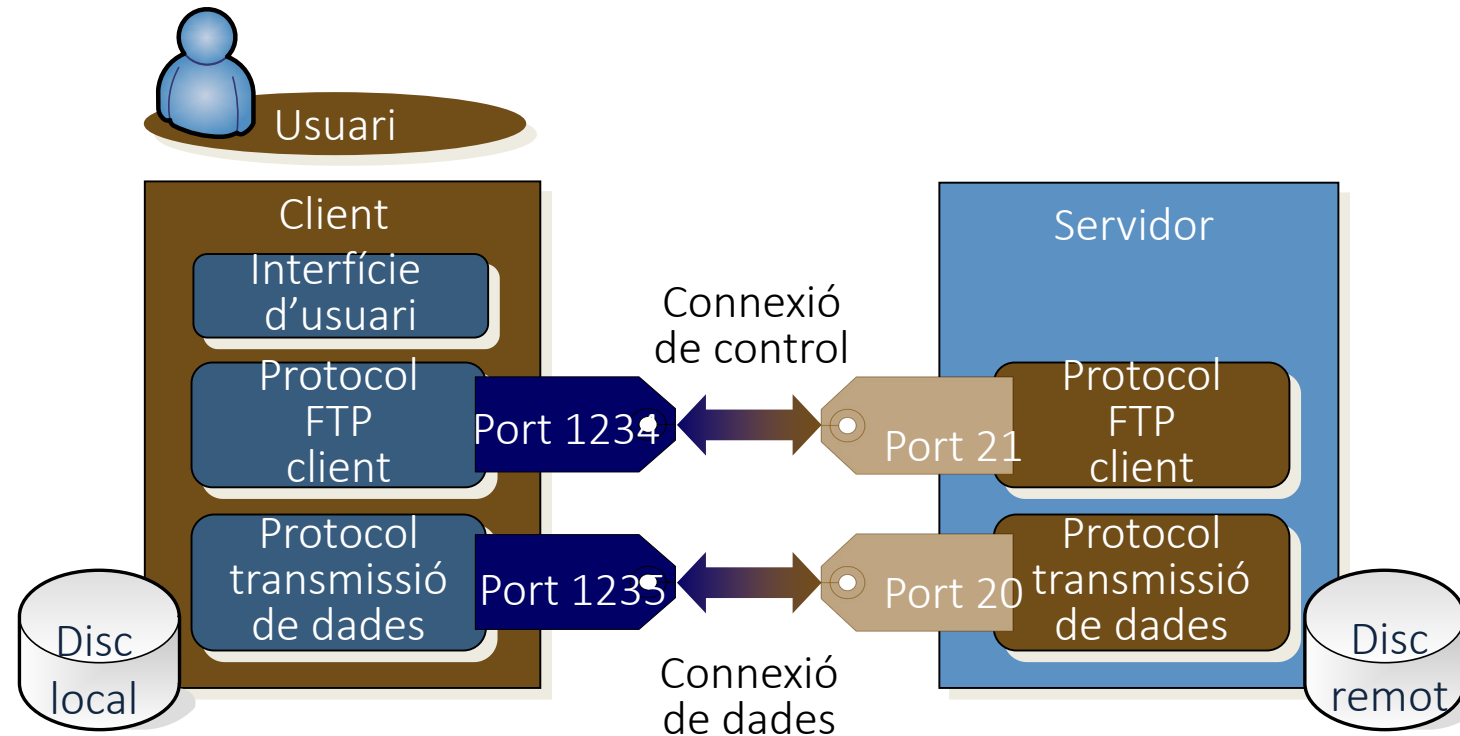 Usuari
Client
Interfície
d’usuari
Protocol
FTP
client
Port 1234
Protocol
transmissió
de dades
Port 1235
Disc
local
Connexió
de control
Connexió
de dades
Servidor
Port 21
Protocol
FTP
client
Port 20
Protocol
transmissió
de dades
Disc
remot